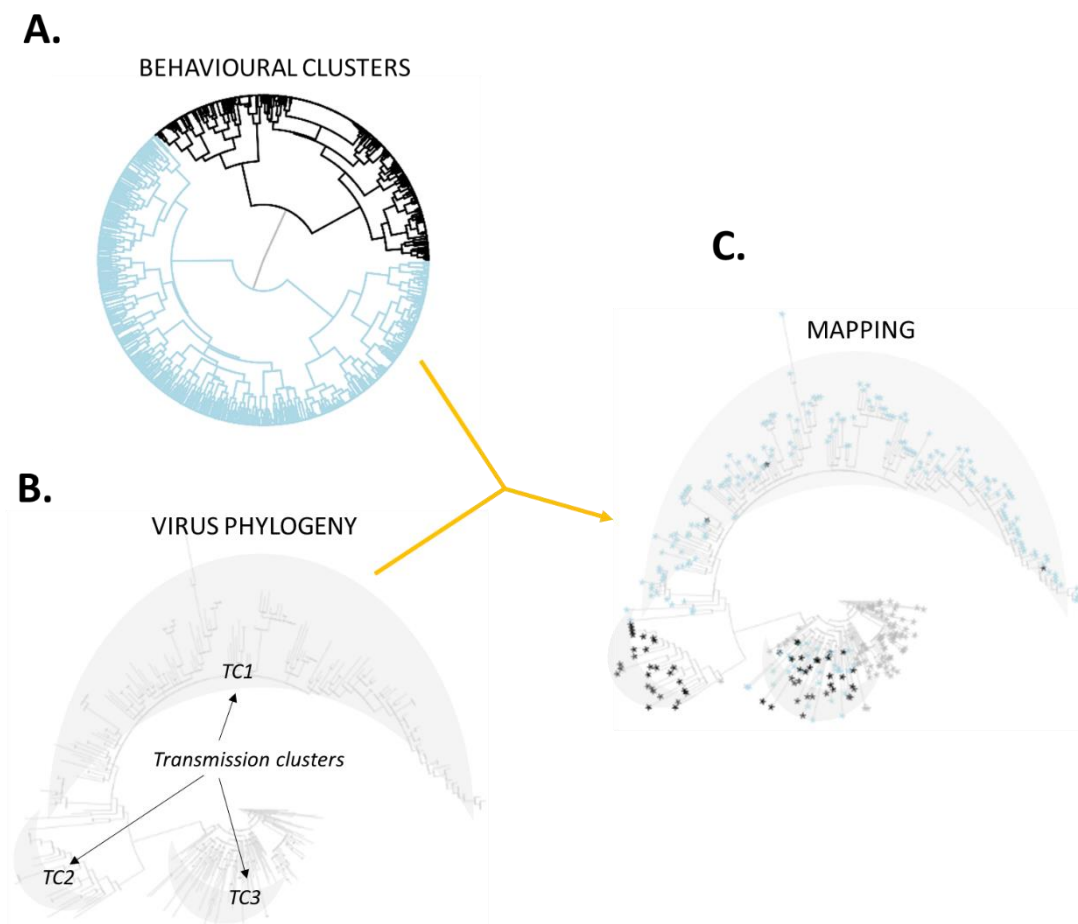 A.
BEHAVIOURAL CLUSTERS
B.
VIRUS PHYLOGENY
TC1
Transmission clusters
TC2
TC3
C.
MAPPING